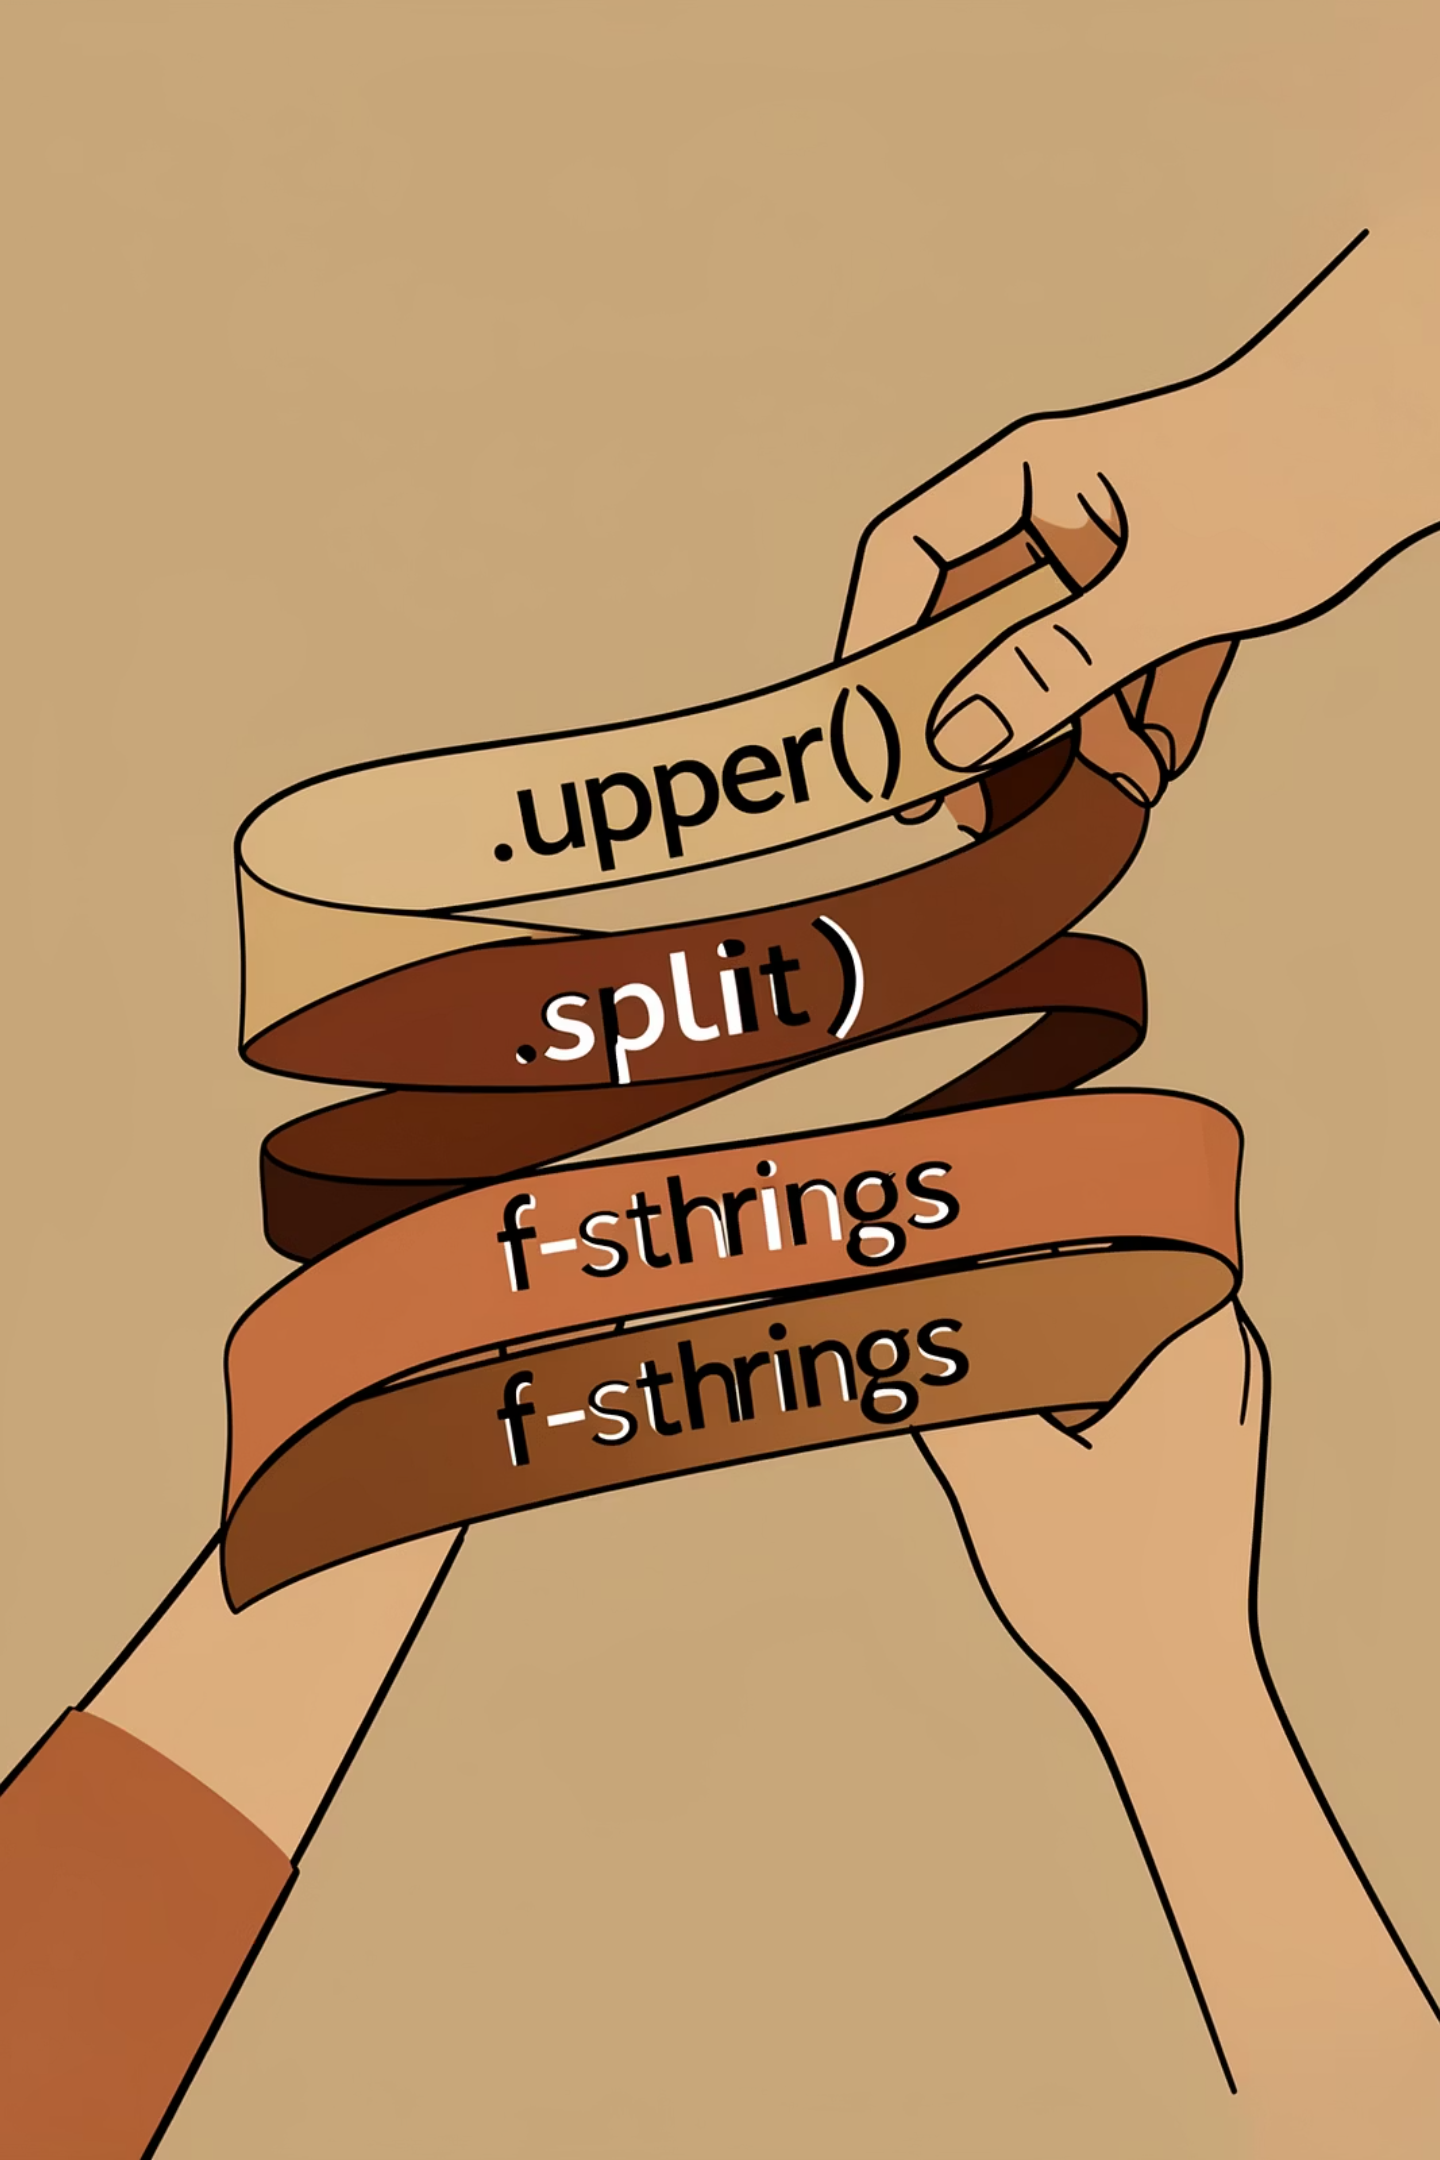 .upper()
.split)
f-sthrings
f-sthrings